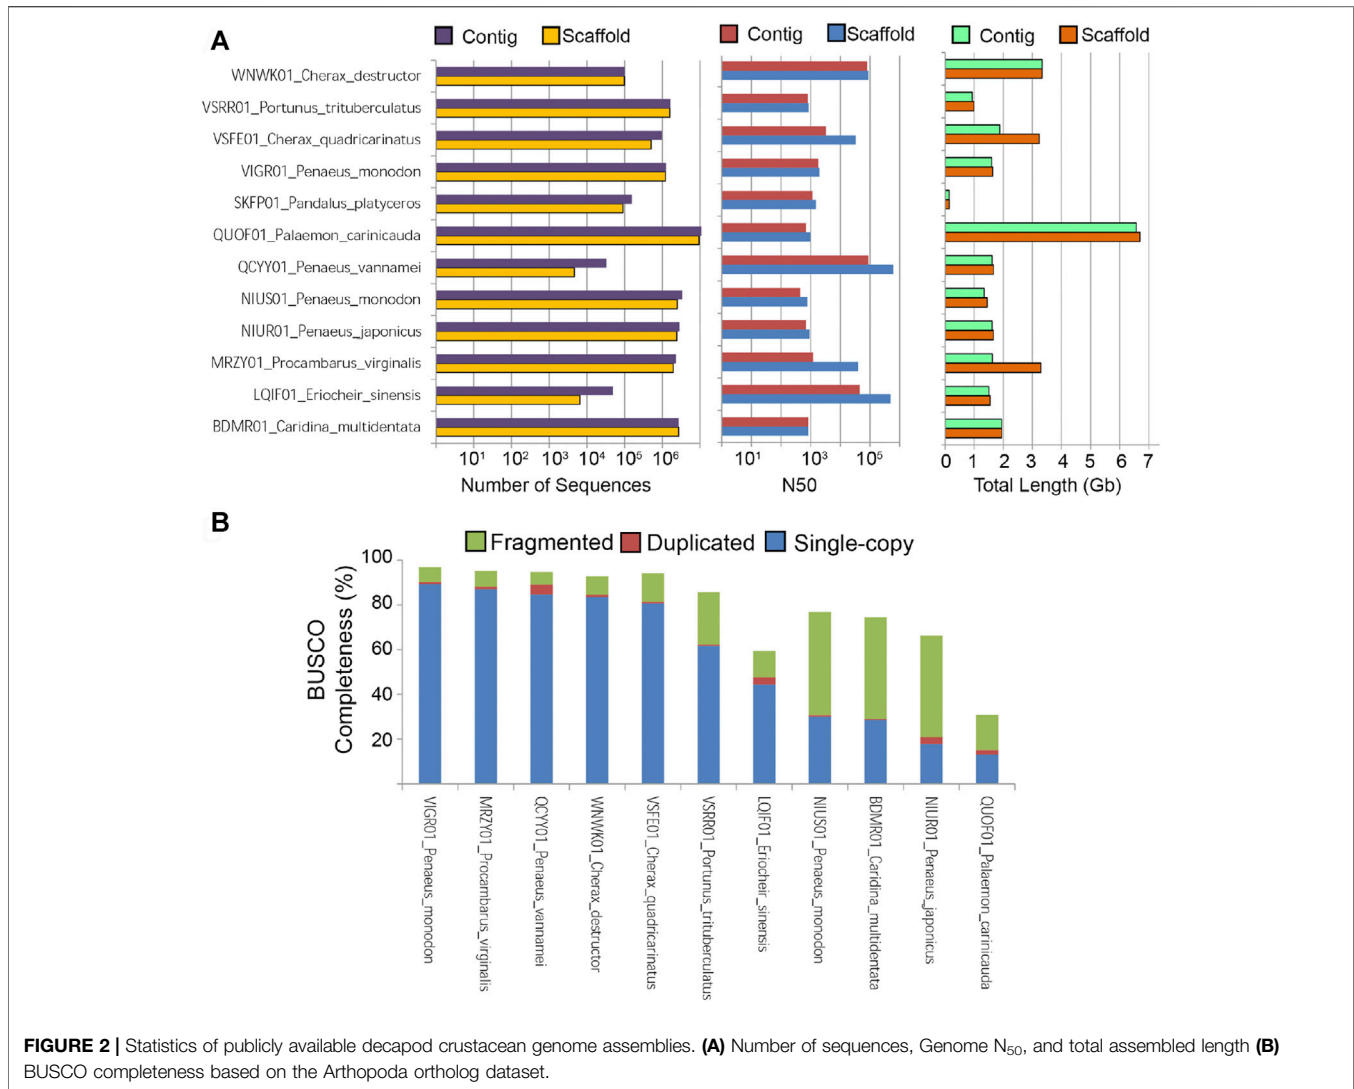 A
Contig Scaffold
Contig Scaffold
Contig Scaffold
WNWK01_Cherax_destructor
VSRR01_Portunus_trituberculatus
VSFE01_Cherax_quadricarinatus
VIGR01_Penaeus_monodon
SKFP01_Pandalus_platyceros
QUOF01_Palaemon_carinicauda
QCYY01_Penaeus_vannamei
NIUS01_Penaeus_monodon
NIUR01_Penaeus_japonicus
MRZY01_Procambarus_virginalis
LQIF01_Eriocheir_sinensis
BDMR01_Caridina_multidentata
10¹ 10² 10³ 10⁴ 10⁵ 10⁶
Number of Sequences
10¹ 10³ 10⁵
N50
0 1 2 3 4 5 6 7
Total Length (Gb)
B
Fragmented Duplicated Single-copy
BUSCO
Completeness (%)
100
80
60
40
20
VIGR01_Penaeus_monodon
MRZY01_Procambarus_virginalis
QCYY01_Penaeus_vannamei
WNWK01_Cherax_destructor
VSFE01_Cherax_quadricarinatus
VSRR01_Portunus_trituberculatus
LQIF01_Eriocheir_sinensis
NIUS01_Penaeus_monodon
BDMR01_Caridina_multidentata
NIUR01_Penaeus_japonicus
QUOF01_Palaemon_carinicauda
FIGURE 2 | Statistics of publicly available decapod crustacean genome assemblies. (A) Number of sequences, Genome N₅₀, and total assembled length (B)
BUSCO completeness based on the Arthopoda ortholog dataset.